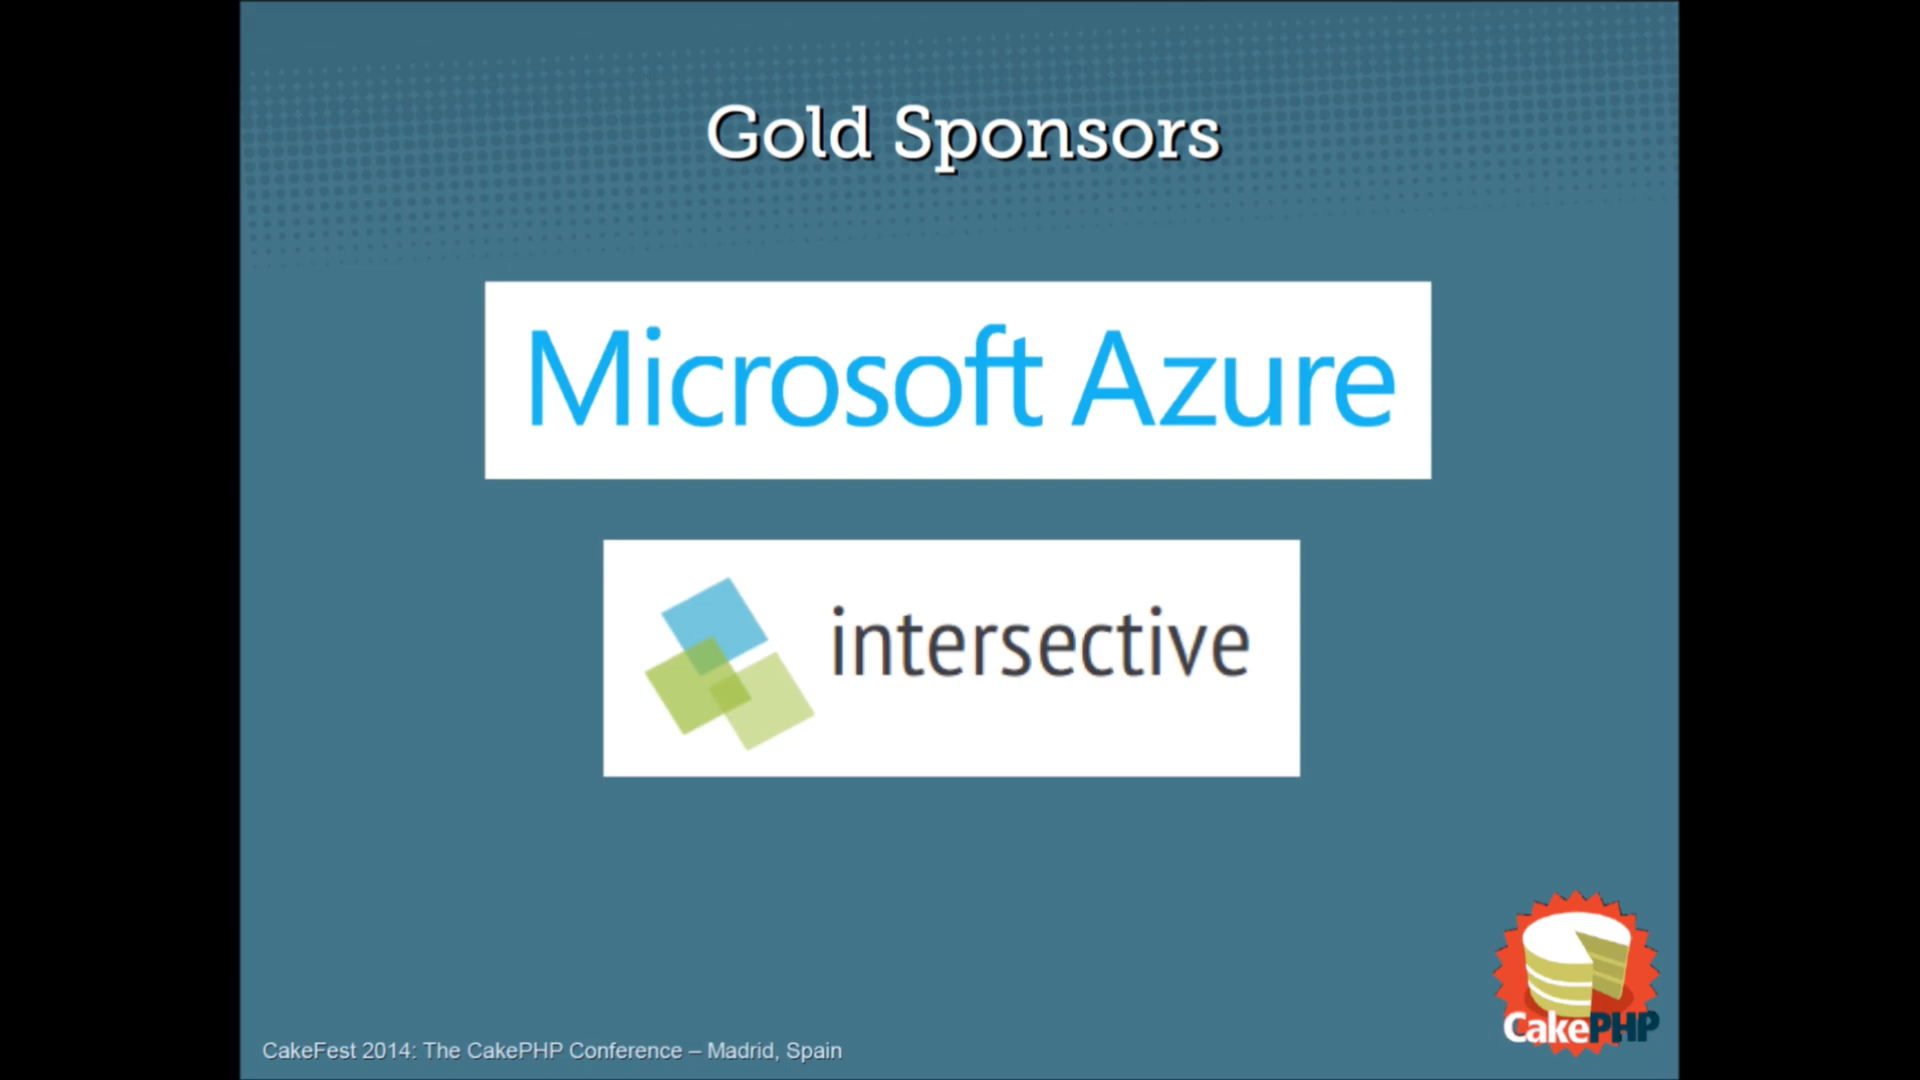 Gold Sponsors
Microsoft Azure
intersective
CakePHP
CakeFest 2014: The CakePHP Conference – Madrid, Spain